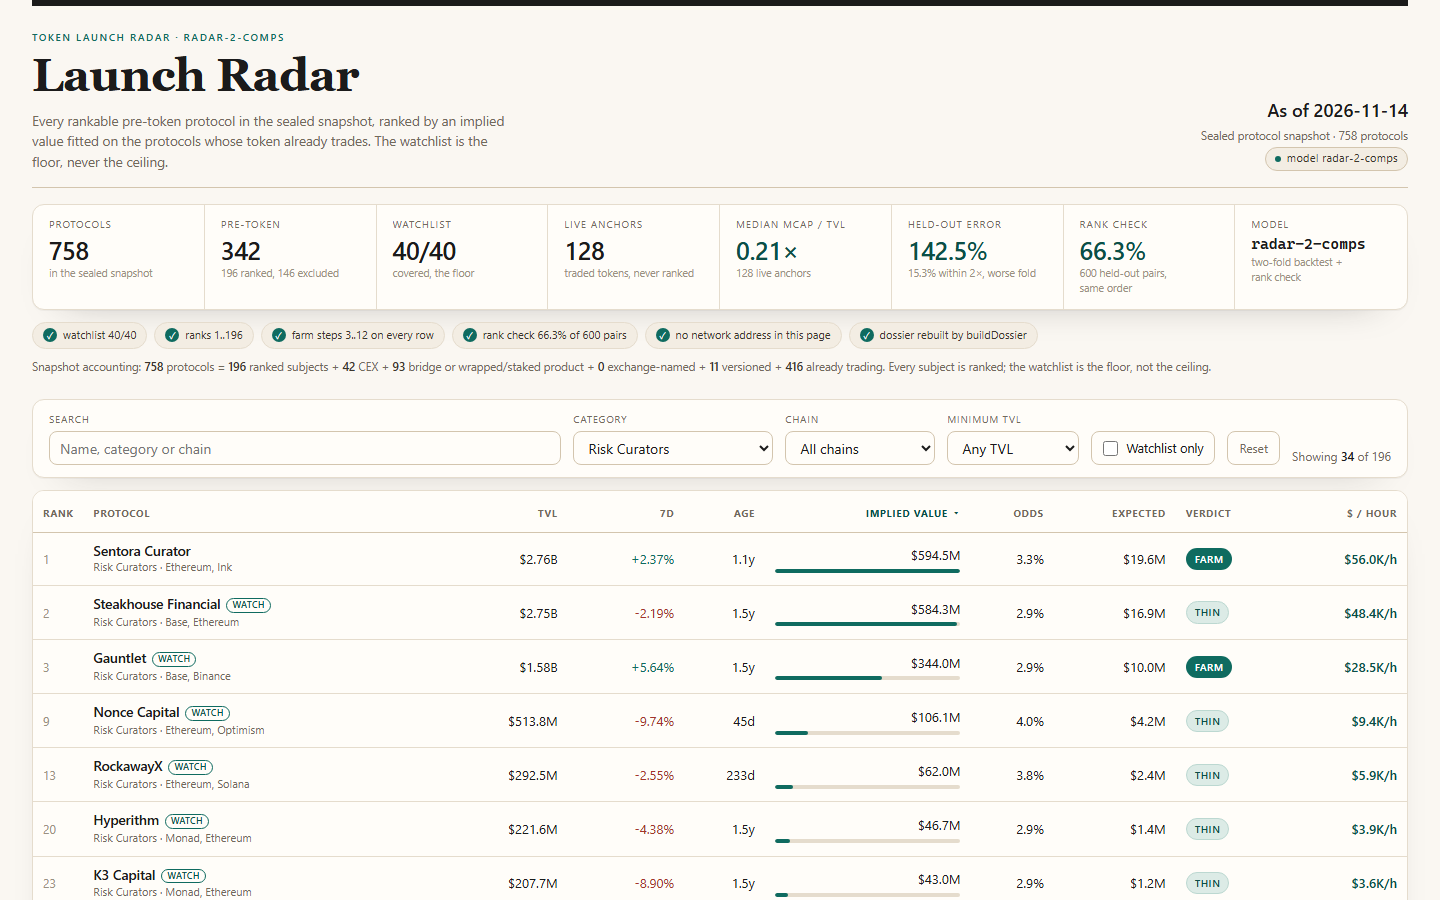 TOKEN LAUNCH RADAR · RADAR-2-COMPS
Launch Radar
Every rankable pre-token protocol in the sealed snapshot, ranked by an implied
value fitted on the protocols whose token already trades. The watchlist is the
floor, never the ceiling.
As of 2026-11-14
Sealed protocol snapshot · 758 protocols
model radar-2-comps
PROTOCOLS
758
in the sealed snapshot
PRE-TOKEN
342
196 ranked, 146 excluded
WATCHLIST
40/40
covered, the floor
LIVE ANCHORS
128
traded tokens, never ranked
MEDIAN MCAP / TVL
0.21×
128 live anchors
HELD-OUT ERROR
142.5%
15.3% within 2×, worse fold
RANK CHECK
66.3%
600 held-out pairs,
same order
MODEL
radar-2-comps
two-fold backtest +
rank check
✓ watchlist 40/40
✓ ranks 1..196
✓ farm steps 3..12 on every row
✓ rank check 66.3% of 600 pairs
✓ no network address in this page
✓ dossier rebuilt by buildDossier
Snapshot accounting: 758 protocols = 196 ranked subjects + 42 CEX + 93 bridge or wrapped/staked product + 0 exchange-named + 11 versioned + 416 already trading. Every subject is ranked; the watchlist is the floor, not the ceiling.
SEARCH
Name, category or chain
CATEGORY
Risk Curators
CHAIN
All chains
MINIMUM TVL
Any TVL
Watchlist only
Reset
Showing 34 of 196
RANK PROTOCOL TVL 7D AGE IMPLIED VALUE ODDS EXPECTED VERDICT $ / HOUR
1 Sentora Curator $2.76B +2.37% 1.1y $594.5M 3.3% $19.6M FARM $56.0K/h
Risk Curators · Ethereum, Ink
2 Steakhouse Financial WATCH $2.75B -2.19% 1.5y $584.3M 2.9% $16.9M THIN $48.4K/h
Risk Curators · Base, Ethereum
3 Gauntlet WATCH $1.58B +5.64% 1.5y $344.0M 2.9% $10.0M FARM $28.5K/h
Risk Curators · Base, Binance
9 Nonce Capital WATCH $513.8M -9.74% 45d $106.1M 4.0% $4.2M THIN $9.4K/h
Risk Curators · Ethereum, Optimism
13 RockawayX WATCH $292.5M -2.55% 233d $62.0M 3.8% $2.4M THIN $5.9K/h
Risk Curators · Ethereum, Solana
20 Hyperithm WATCH $221.6M -4.38% 1.5y $46.7M 2.9% $1.4M THIN $3.9K/h
Risk Curators · Monad, Ethereum
23 K3 Capital WATCH $207.7M -8.90% 1.5y $43.0M 2.9% $1.2M THIN $3.6K/h
Risk Curators · Monad, Ethereum